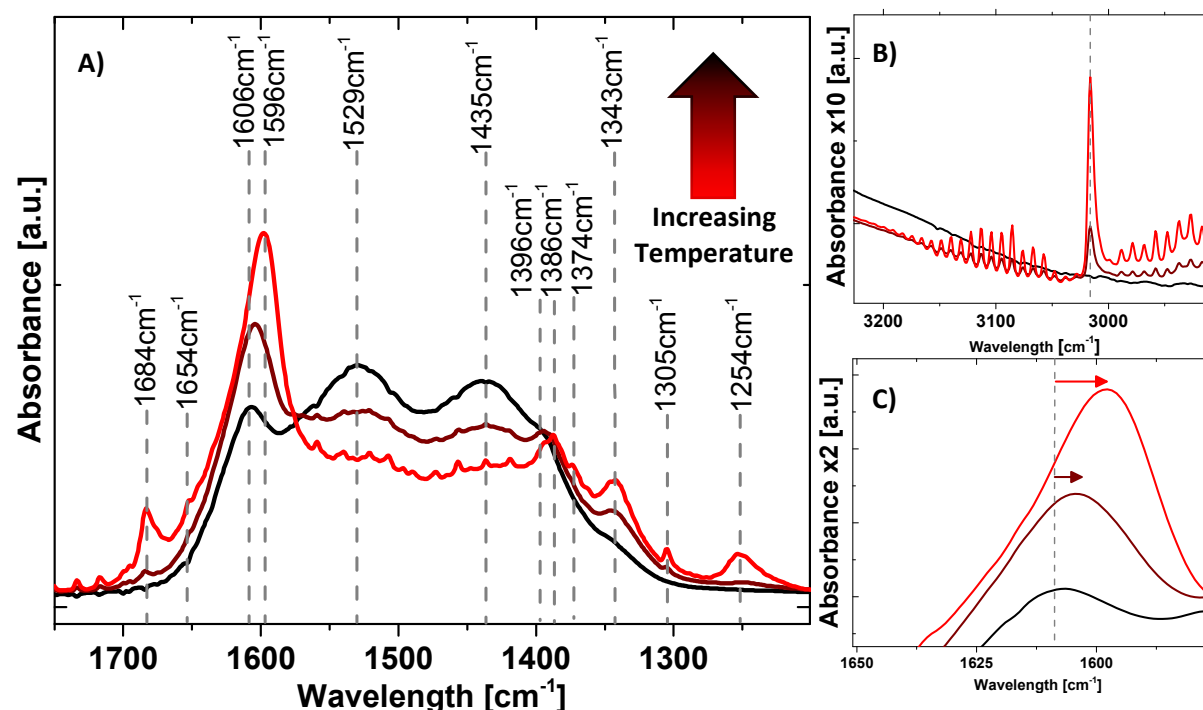 A)
1606cm⁻¹
1596cm⁻¹
1529cm⁻¹
1435cm⁻¹
1343cm⁻¹
1396cm⁻¹
1386cm⁻¹
1374cm⁻¹
1684cm⁻¹
1654cm⁻¹
1305cm⁻¹
1254cm⁻¹
Increasing
Temperature
Absorbance [a.u.]
1700
1600
1500
1400
1300
Wavelength [cm⁻¹]
B)
Absorbance x10 [a.u.]
3200
3100
3000
Wavelength [cm⁻¹]
C)
Absorbance x2 [a.u.]
1650
1625
1600
Wavelength [cm⁻¹]